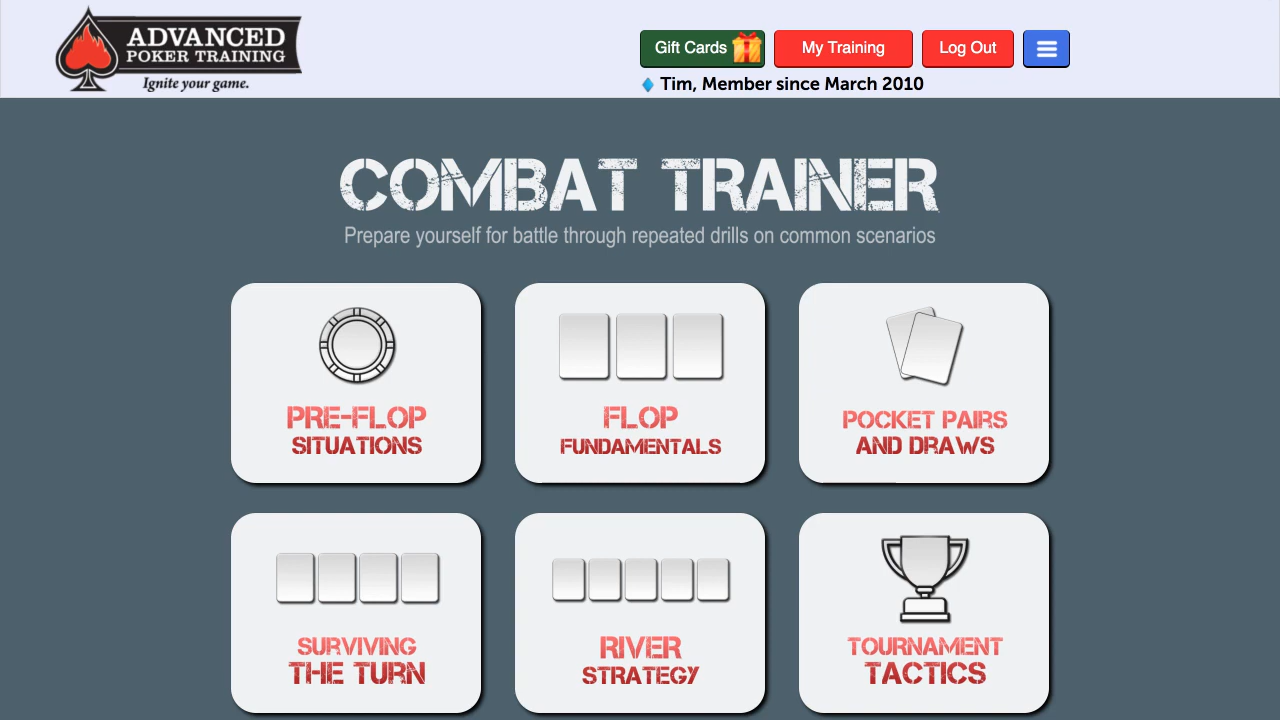 ADVANCED
POKER TRAINING
Ignite your game.
Gift Cards
My Training
Log Out
Tim, Member since March 2010
COMBAT TRAINER
Prepare yourself for battle through repeated drills on common scenarios
PRE-FLOP
SITUATIONS
FLOP
FUNDAMENTALS
POCKET PAIRS
AND DRAWS
SURVIVING
THE TURN
RIVER
STRATEGY
TOURNAMENT
TACTICS